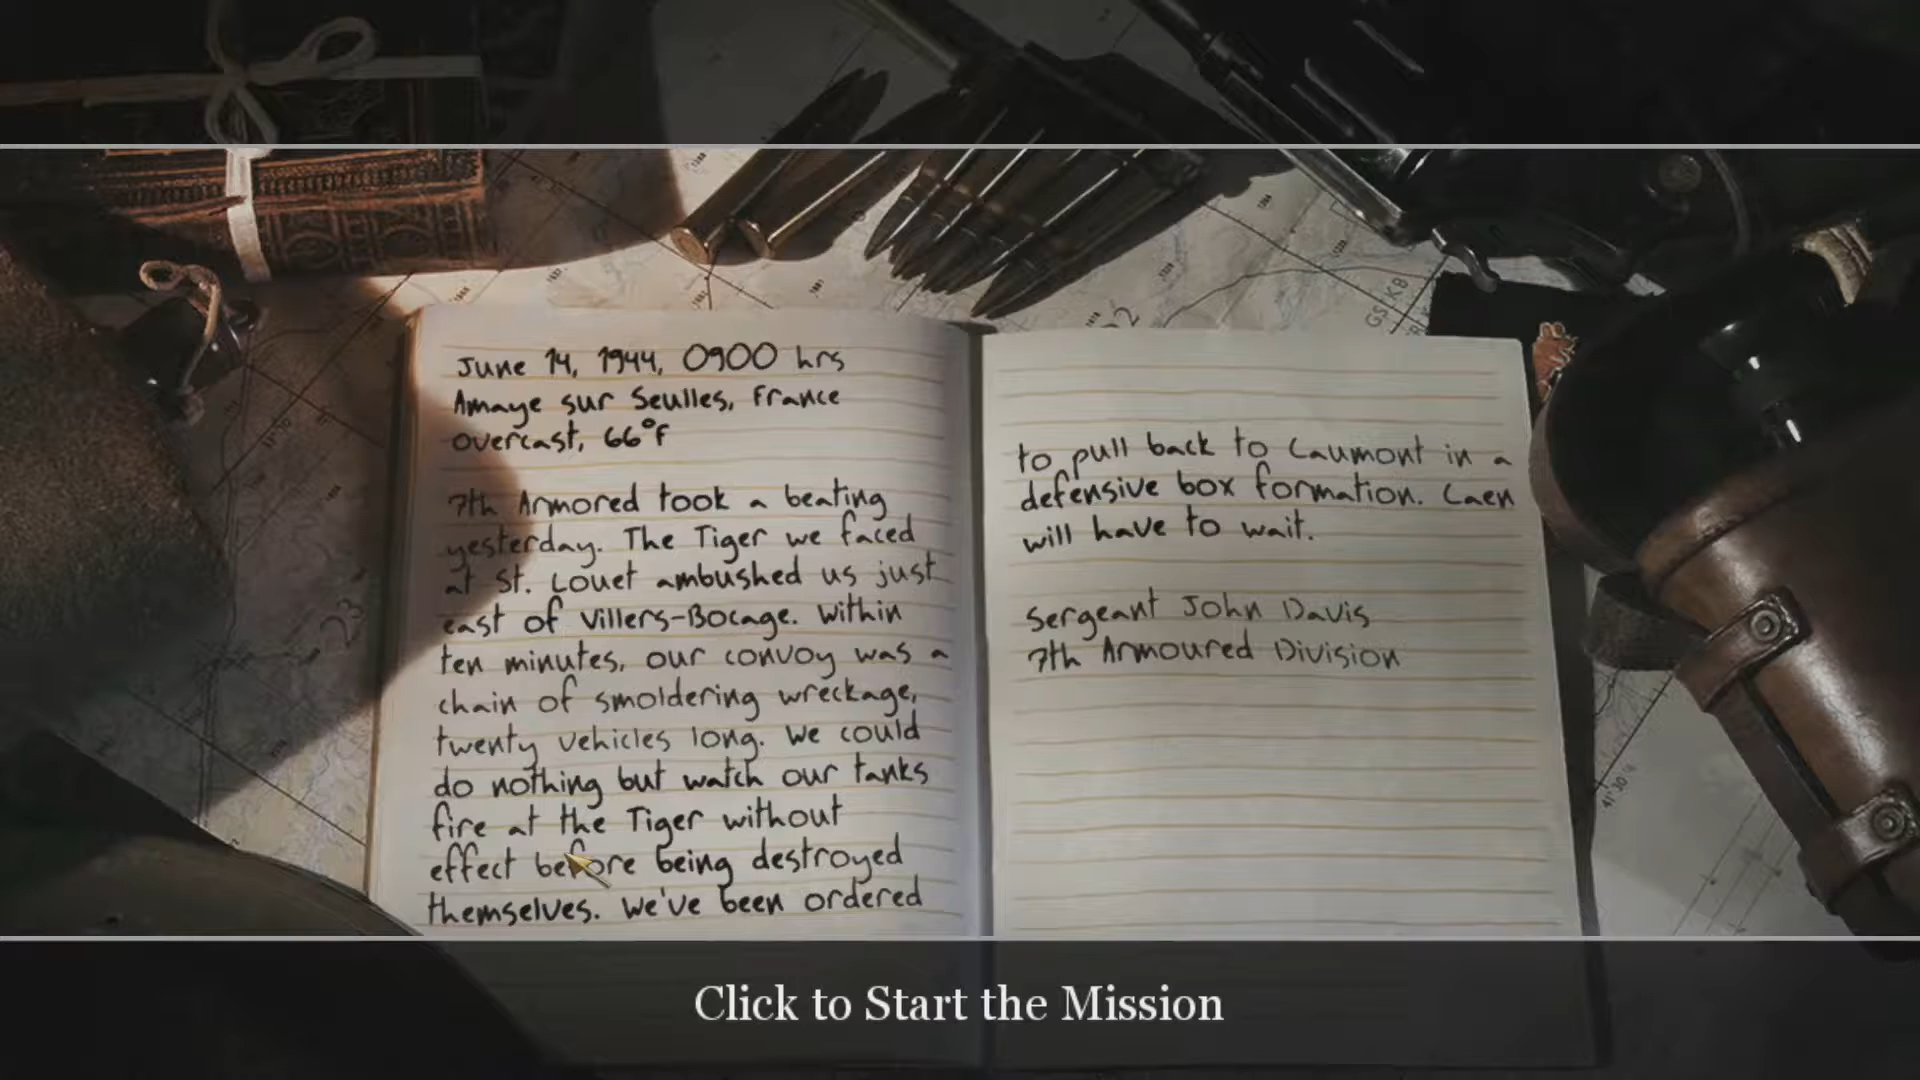 June 14, 1944, 0900 hrs
Amaye sur Seulles, France
overcast, 66°F
7th Armored took a beating
yesterday. The Tiger we faced
at St. Louet ambushed us just
east of Villers-Bocage. Within
ten minutes, our convoy was a
chain of smoldering wreckage,
twenty vehicles long. We could
do nothing but watch our tanks
fire at the Tiger without
effect before being destroyed
themselves. We've been ordered
to pull back to Caumont in a
defensive box formation. Caen
will have to wait.
Sergeant John Davis
7th Armoured Division
Click to Start the Mission